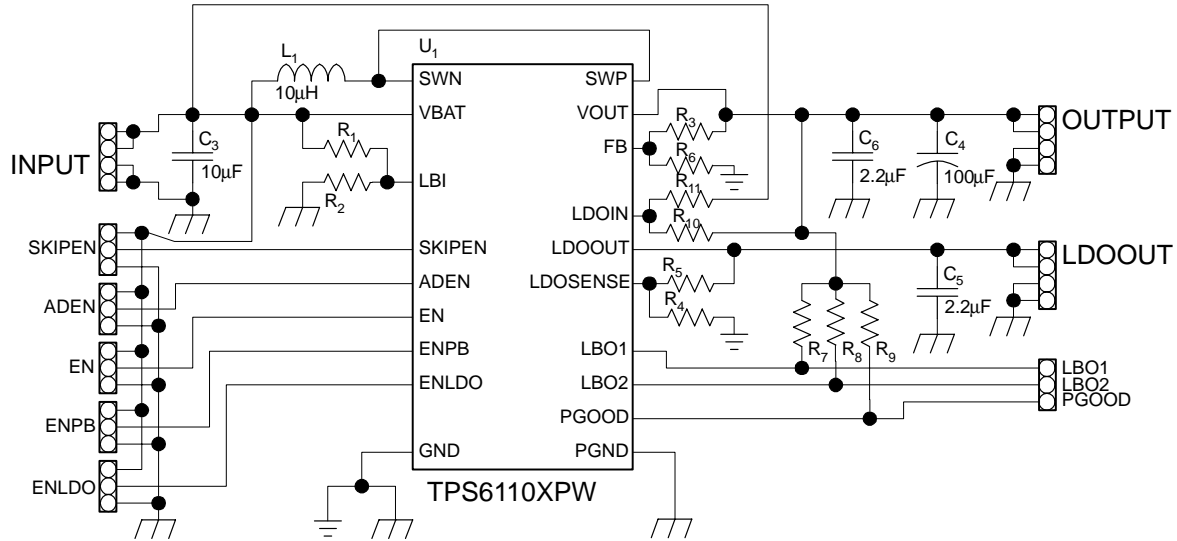 U1
L1
10μH
SWN
SWP
VBAT
VOUT
R1
R3
C3
10μF
FB
R6
C6
2.2μF
C4
100μF
OUTPUT
INPUT
LBI
R2
R11
LDOIN
R10
SKIPEN
SKIPEN
LDOOUT
LDOOUT
ADEN
ADEN
LDOSENSE
R5
R4
C5
2.2μF
EN
EN
ENPB
LBO1
R7
R8
R9
LBO1
ENPB
ENLDO
LBO2
LBO2
PGOOD
PGOOD
ENLDO
GND
PGND
TPS6110XPW